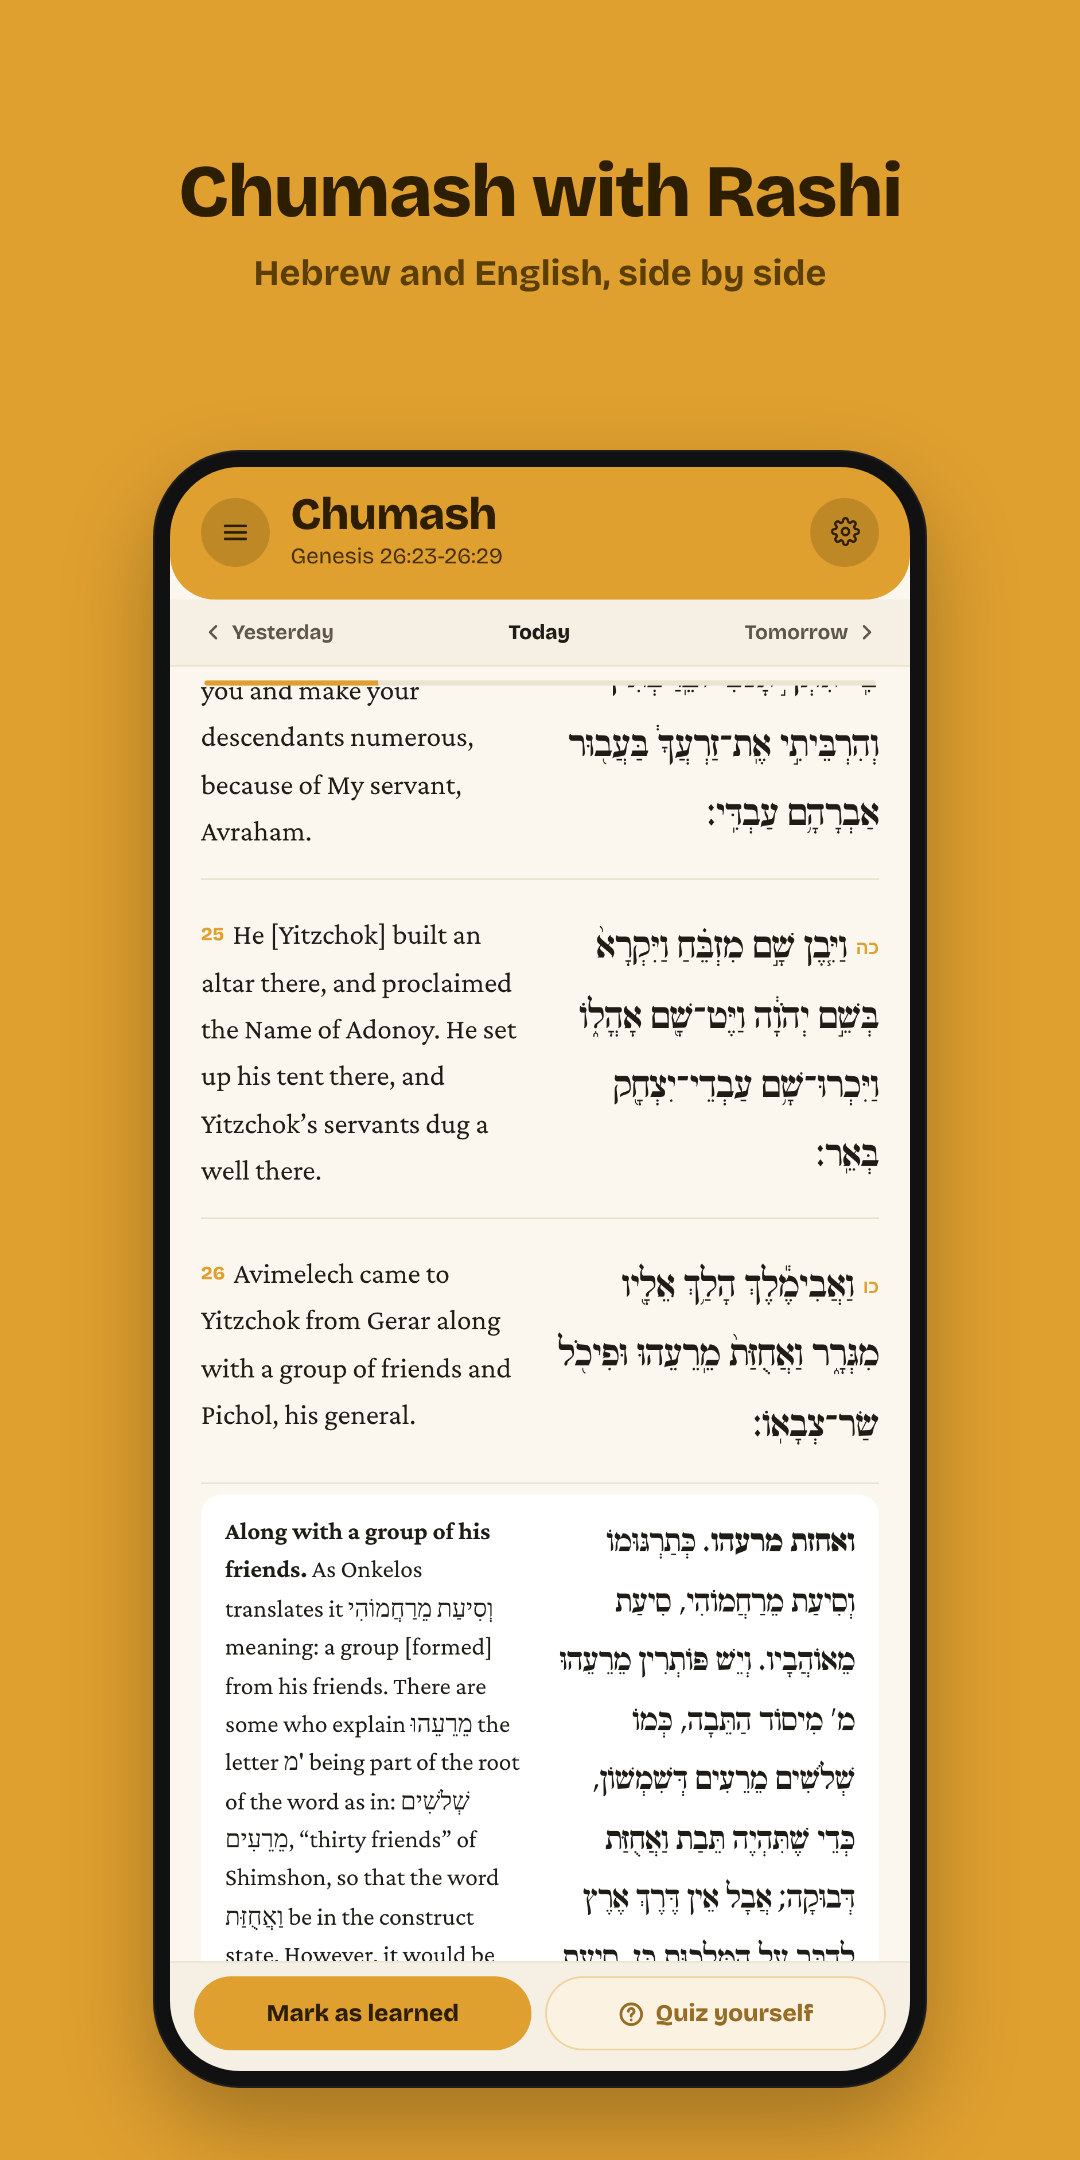 Chumash with Rashi
Hebrew and English, side by side
Chumash
Genesis 26:23-26:29
Yesterday
Today
Tomorrow
you and make your
descendants numerous,
because of My servant,
Avraham.
וְהִרְבֵּיתִ֣י אֶֽת־זַרְעֲךָ֔ בַּעֲב֖וּר
אַבְרָהָ֥ם עַבְדִּֽי׃
25 He [Yitzchok] built an
altar there, and proclaimed
the Name of Adonoy. He set
up his tent there, and
Yitzchok’s servants dug a
well there.
כה וַיִּ֧בֶן שָׁ֣ם מִזְבֵּ֗חַ וַיִּקְרָא֙
בְּשֵׁ֣ם יְהֹוָ֔ה וַיֶּט־שָׁ֖ם אׇהֳל֑וֹ
וַיִּכְרוּ־שָׁ֥ם עַבְדֵי־יִצְחָ֖ק
בְּאֵֽר׃
26 Avimelech came to
Yitzchok from Gerar along
with a group of friends and
Pichol, his general.
כו וַאֲבִימֶ֕לֶךְ הָלַ֥ךְ אֵלָ֖יו
מִגְּרָ֑ר וַאֲחֻזַּת֙ מֵֽרֵעֵ֔הוּ וּפִיכֹ֖ל
שַׂר־צְבָאֽוֹ׃
Along with a group of his
friends. As Onkelos
translates it וְסִיעַת מֵרַחֲמוֹהִי
meaning: a group [formed]
from his friends. There are
some who explain מֵרֵעֵהוּ the
letter מ' being part of the root
of the word as in: שְׁלֹשִׁים
מֵרֵעִים, “thirty friends” of
Shimshon, so that the word
וַאֲחֻזַּת be in the construct
state. However, it would be
ואחזת מרעהו. כְּתַרְגּוּמוֹ
וְסִיעַת מֵרַחֲמוֹהִי, סִיעַת
מֵאוֹהֲבָיו. וְיֵשׁ פּוֹתְרִין מֵרֵעֵהוּ
מ' מִיסוֹד הַתֵּבָה, כְּמוֹ
שְׁלֹשִׁים מֵרֵעִים דְּשִׁמְשׁוֹן,
כְּדֵי שֶׁתִּהְיֶה תֵּבַת וַאֲחֻזַּת
דְּבוּקָה; אֲבָל אֵין דֶּרֶךְ אֶרֶץ
לְדַבֵּר עַל הַמַּלְכוּת כֵּן, סִיעַת
Mark as learned
Quiz yourself